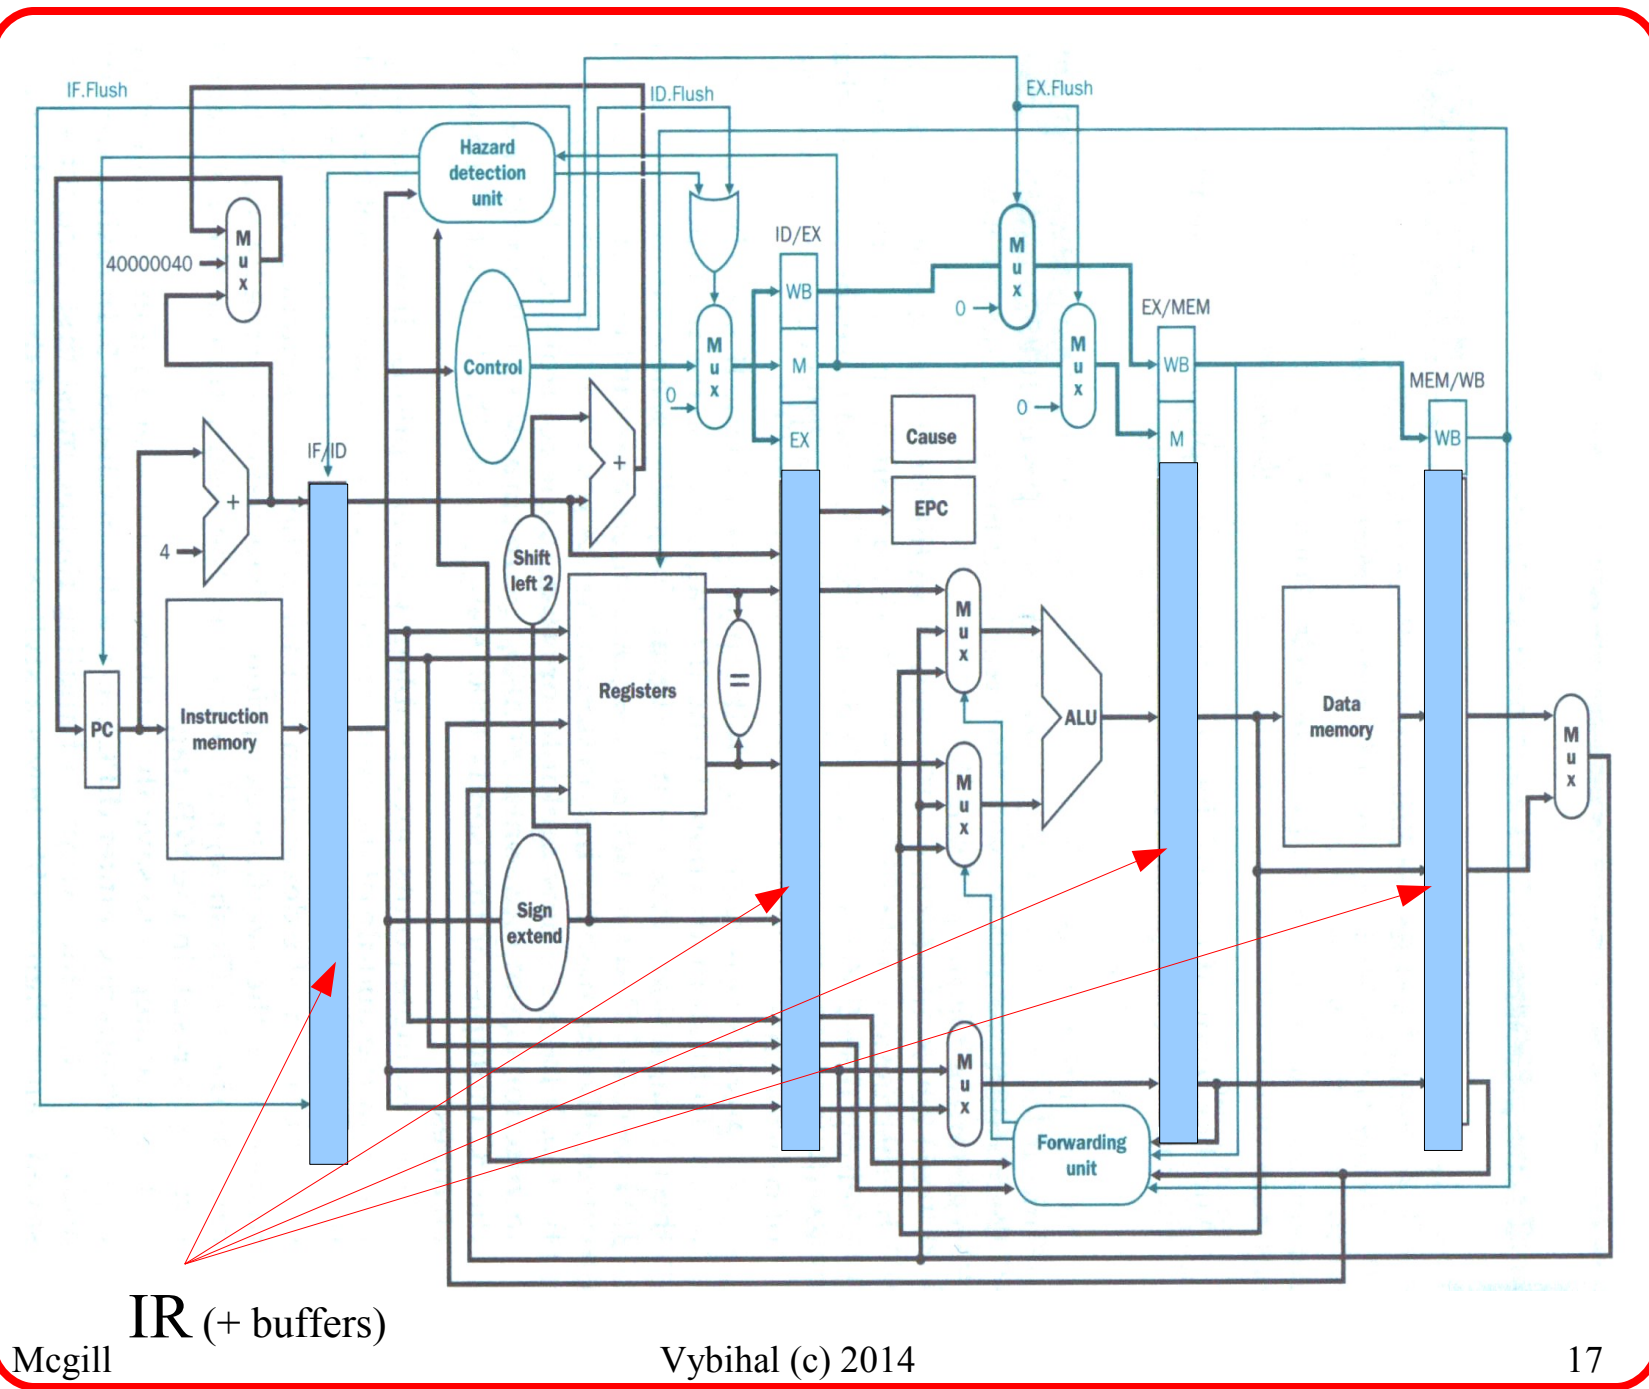 IF.Flush
ID.Flush
EX.Flush
Hazard
detection
unit
M
u
x
40000040
ID/EX
WB
M
EX
M
u
x
0
EX/MEM
WB
M
M
u
x
0
MEM/WB
WB
Control
M
u
x
0
Cause
EPC
IF/ID
+
4
+
Shift
left 2
PC
Instruction
memory
Registers
=
M
u
x
ALU
M
u
x
Data
memory
M
u
x
Sign
extend
M
u
x
Forwarding
unit
IR (+ buffers)
Mcgill
Vybihal (c) 2014
17